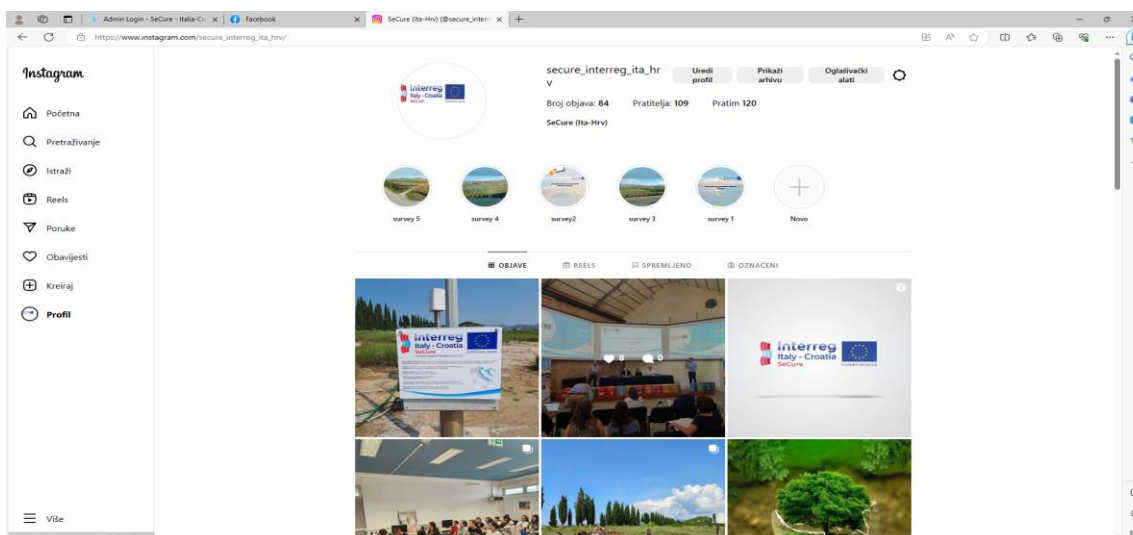 Admin Login - SeCure - Italia-Cr
Facebook
SeCure (Ita-Hrv) (@secure_interr
https://www.instagram.com/secure_interreg_ita_hrv/
Instagram
Početna
Pretraživanje
Istraži
Reels
Poruke
Obavijesti
Kreiraj
Profil
Više
secure_interreg_ita_hr
v
Uredi profil
Prikaži arhivu
Oglašivački alati
Broj objava: 84 Pratitelja: 109 Pratim 120
SeCure (Ita-Hrv)
Interreg
Italy - Croatia
SeCure
survey 5
survey 4
survey2
survey 3
survey 1
Novo
OBJAVE
REELS
SPREMLJENO
OZNAČENI
Interreg
Italy - Croatia
SeCure
8 0
Interreg
Italy - Croatia
SeCure